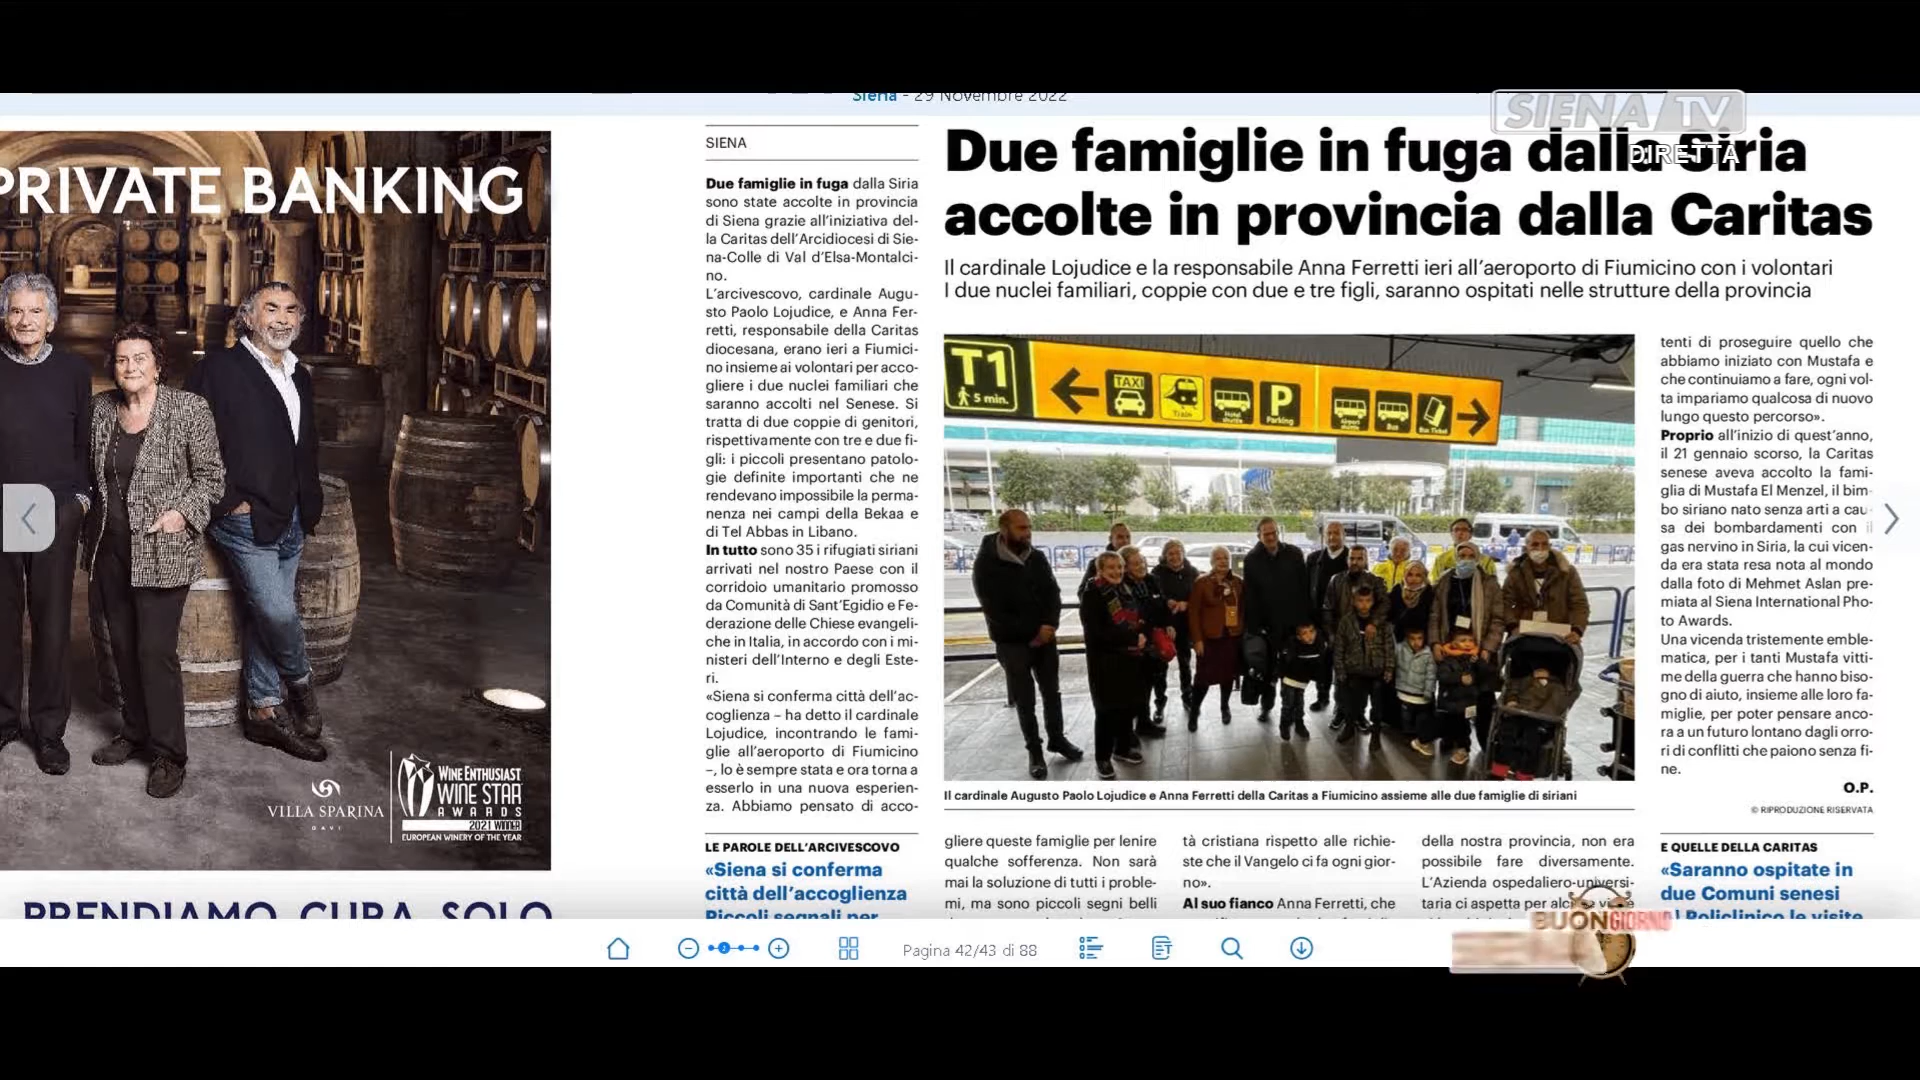 Siena - 29 Novembre 2022
SIENA TV
DIRETTA
PRIVATE BANKING
VILLA SPARINA
GAVI
WINE ENTHUSIAST
WINE STAR
AWARDS
2021 WINNER
EUROPEAN WINERY OF THE YEAR
PRENDIAMO CURA SOLO
SIENA
Due famiglie in fuga dalla Siria
sono state accolte in provincia
di Siena grazie all'iniziativa del-
la Caritas dell'Arcidiocesi di Sie-
na-Colle di Val d'Elsa-Montalci-
no.
L'arcivescovo, cardinale Augu-
sto Paolo Lojudice, e Anna Fer-
retti, responsabile della Caritas
diocesana, erano ieri a Fiumici-
no insieme ai volontari per acco-
gliere i due nuclei familiari che
saranno accolti nel Senese. Si
tratta di due coppie di genitori,
rispettivamente con tre e due fi-
gli: i piccoli presentano patolo-
gie definite importanti che ne
rendevano impossibile la perma-
nenza nei campi della Bekaa e
di Tel Abbas in Libano.
In tutto sono 35 i rifugiati siriani
arrivati nel nostro Paese con il
corridoio umanitario promosso
da Comunità di Sant'Egidio e Fe-
derazione delle Chiese evangeli-
che in Italia, in accordo con i mi-
nisteri dell'Interno e degli Este-
ri.
«Siena si conferma città dell'ac-
coglienza – ha detto il cardinale
Lojudice, incontrando le fami-
glie all'aeroporto di Fiumicino
–, lo è sempre stata e ora torna a
esserlo in una nuova esperien-
za. Abbiamo pensato di acco-
LE PAROLE DELL'ARCIVESCOVO
«Siena si conferma
città dell'accoglienza
Piccoli segnali per
Due famiglie in fuga dalla Siria
accolte in provincia dalla Caritas
Il cardinale Lojudice e la responsabile Anna Ferretti ieri all'aeroporto di Fiumicino con i volontari
I due nuclei familiari, coppie con due e tre figli, saranno ospitati nelle strutture della provincia
T1
5 min.
TAXI
Train
Hotel shuttle
P
Parking
Airport shuttle
Bus
Bus Ticket
Il cardinale Augusto Paolo Lojudice e Anna Ferretti della Caritas a Fiumicino assieme alle due famiglie di siriani
gliere queste famiglie per lenire
qualche sofferenza. Non sarà
mai la soluzione di tutti i proble-
mi, ma sono piccoli segni belli
tà cristiana rispetto alle richie-
ste che il Vangelo ci fa ogni gior-
no».
Al suo fianco Anna Ferretti, che
della nostra provincia, non era
possibile fare diversamente.
L'Azienda ospedaliero-universi-
taria ci aspetta per
tenti di proseguire quello che
abbiamo iniziato con Mustafa e
che continuiamo a fare, ogni vol-
ta impariamo qualcosa di nuovo
lungo questo percorso».
Proprio all'inizio di quest'anno,
il 21 gennaio scorso, la Caritas
senese aveva accolto la fami-
glia di Mustafa El Menzel, il bim-
bo siriano nato senza arti a cau-
sa dei bombardamenti con il
gas nervino in Siria, la cui vicen-
da era stata resa nota al mondo
dalla foto di Mehmet Aslan pre-
miata al Siena International Pho-
to Awards.
Una vicenda tristemente emble-
matica, per i tanti Mustafa vitti-
me della guerra che hanno biso-
gno di aiuto, insieme alle loro fa-
miglie, per poter pensare anco-
ra a un futuro lontano dagli orro-
ri di conflitti che paiono senza fi-
ne.
O.P.
© RIPRODUZIONE RISERVATA
E QUELLE DELLA CARITAS
«Saranno ospitate in
due Comuni senesi
Policlinico le visite
BUONGIORNO
Pagina 42/43 di 88